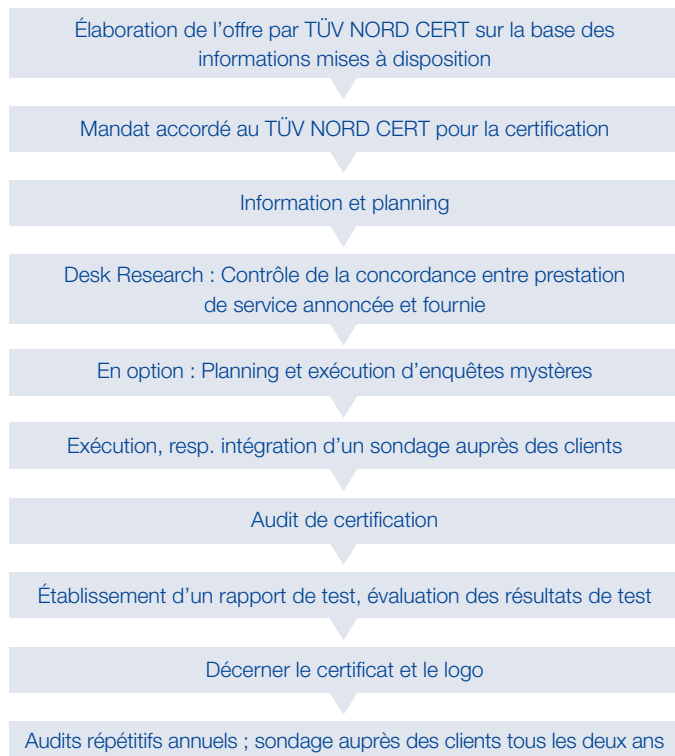 Élaboration de l’offre par TÜV NORD CERT sur la base des
informations mises à disposition
Mandat accordé au TÜV NORD CERT pour la certification
Information et planning
Desk Research : Contrôle de la concordance entre prestation
de service annoncée et fournie
En option : Planning et exécution d’enquêtes mystères
Exécution, resp. intégration d’un sondage auprès des clients
Audit de certification
Établissement d’un rapport de test, évaluation des résultats de test
Décerner le certificat et le logo
Audits répétitifs annuels ; sondage auprès des clients tous les deux ans